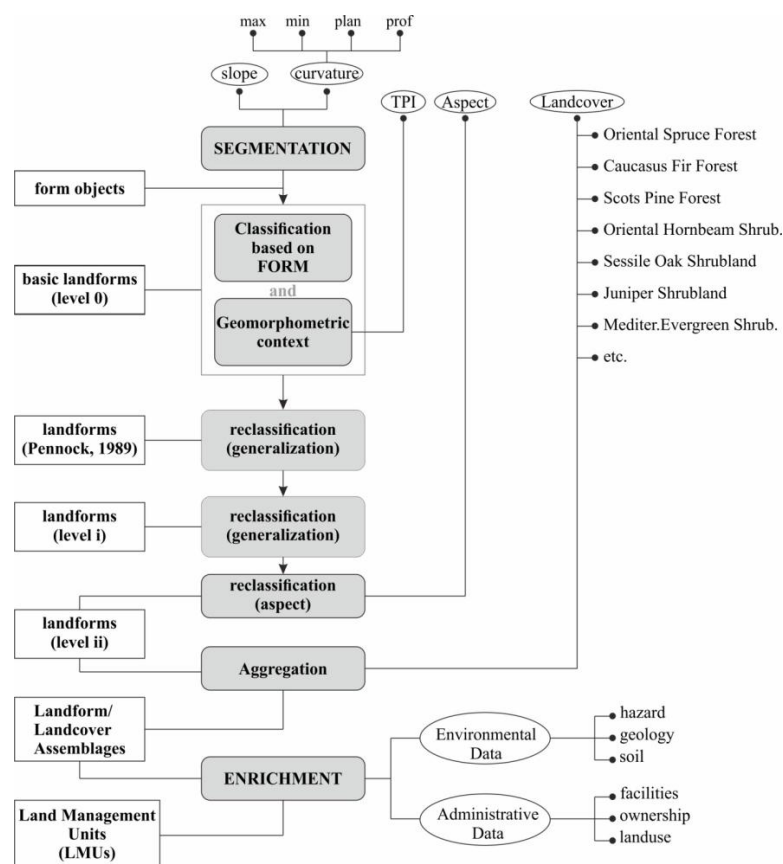 max min plan prof
slope curvature TPI Aspect Landcover
SEGMENTATION
Oriental Spruce Forest
Caucasus Fir Forest
Scots Pine Forest
Oriental Hornbeam Shrub.
Sessile Oak Shrubland
Juniper Shrubland
Mediter.Evergreen Shrub.
etc.
form objects
Classification
based on
FORM
and
Geomorphometric
context
basic landforms
(level 0)
landforms
(Pennock, 1989)
reclassification
(generalization)
landforms
(level i)
reclassification
(generalization)
reclassification
(aspect)
landforms
(level ii)
Aggregation
Landform/
Landcover
Assemblages
ENRICHMENT
Environmental
Data
hazard
geology
soil
Administrative
Data
facilities
ownership
landuse
Land Management
Units
(LMUs)